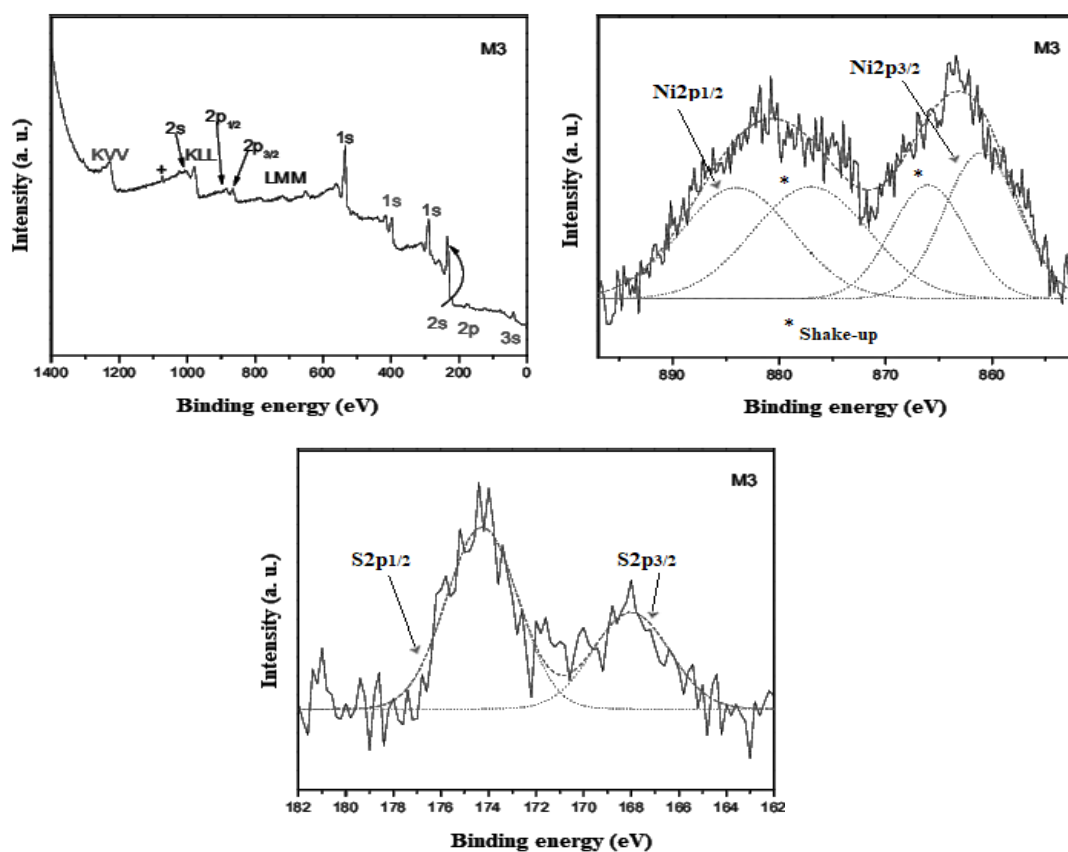 M3
KVV
+
2s
KLL
2p1/2
2p3/2
LMM
1s
1s
1s
2s
2p
3s
Intensity (a. u.)
1400 1200 1000 800 600 400 200 0
Binding energy (eV)
M3
Ni2p1/2
Ni2p3/2
*
*
* Shake-up
Intensity (a. u.)
890 880 870 860
Binding energy (eV)
M3
S2p1/2
S2p3/2
Intensity (a. u.)
182 180 178 176 174 172 170 168 166 164 162
Binding energy (eV)